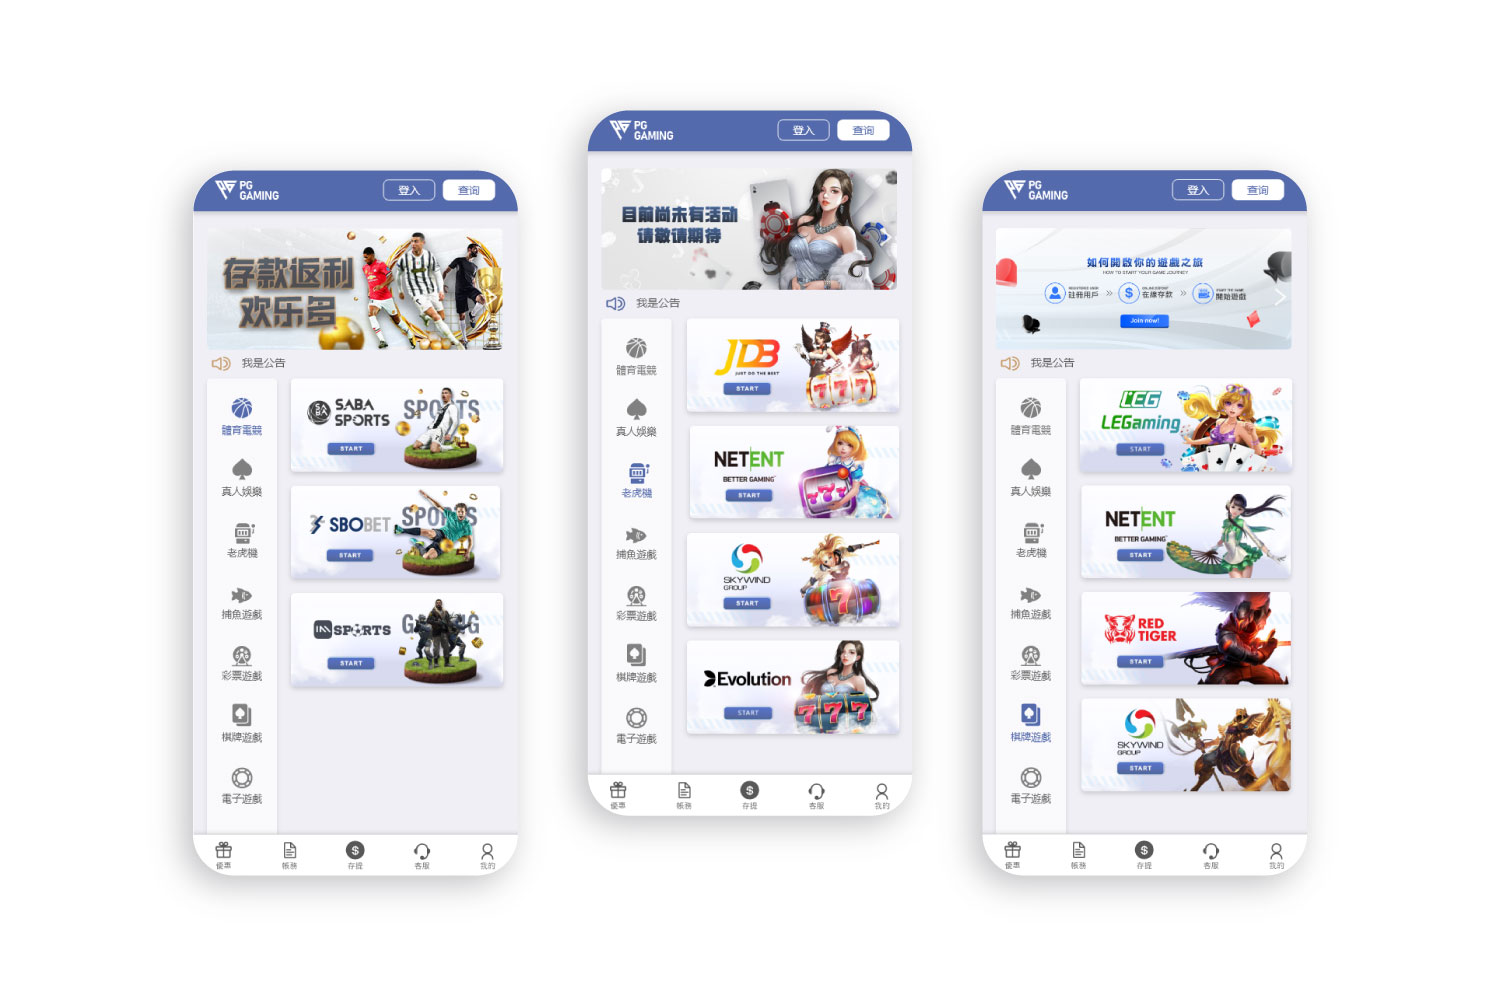 PG
GAMING
登入
查询
存款返利
欢乐多
我是公告
體育電競
真人娛樂
老虎機
捕魚遊戲
彩票遊戲
棋牌遊戲
電子遊戲
SABA
SABA
SPORTS
SPORTS
START
SBOBET
SPORTS
START
IM
SPORTS
GAMING
START
優惠
帳務
存提
客服
我的
PG
GAMING
登入
查询
目前尚未有活动
请敬请期待
我是公告
體育電競
真人娛樂
老虎機
捕魚遊戲
彩票遊戲
棋牌遊戲
電子遊戲
JDB
JUST DO THE BEST
START
777
NETENT
BETTER GAMING
START
777
SKYWIND
GROUP
START
7
Evolution
START
777
優惠
帳務
存提
客服
我的
PG
GAMING
登入
查询
如何開啟你的遊戲之旅
HOW TO START YOUR GAME JOURNEY
註冊用戶
在線存款
開始遊戲
Join now!
我是公告
體育電競
真人娛樂
老虎機
捕魚遊戲
彩票遊戲
棋牌遊戲
電子遊戲
LEG
LEGaming
START
NETENT
BETTER GAMING
START
RED
TIGER
START
SKYWIND
GROUP
START
優惠
帳務
存提
客服
我的